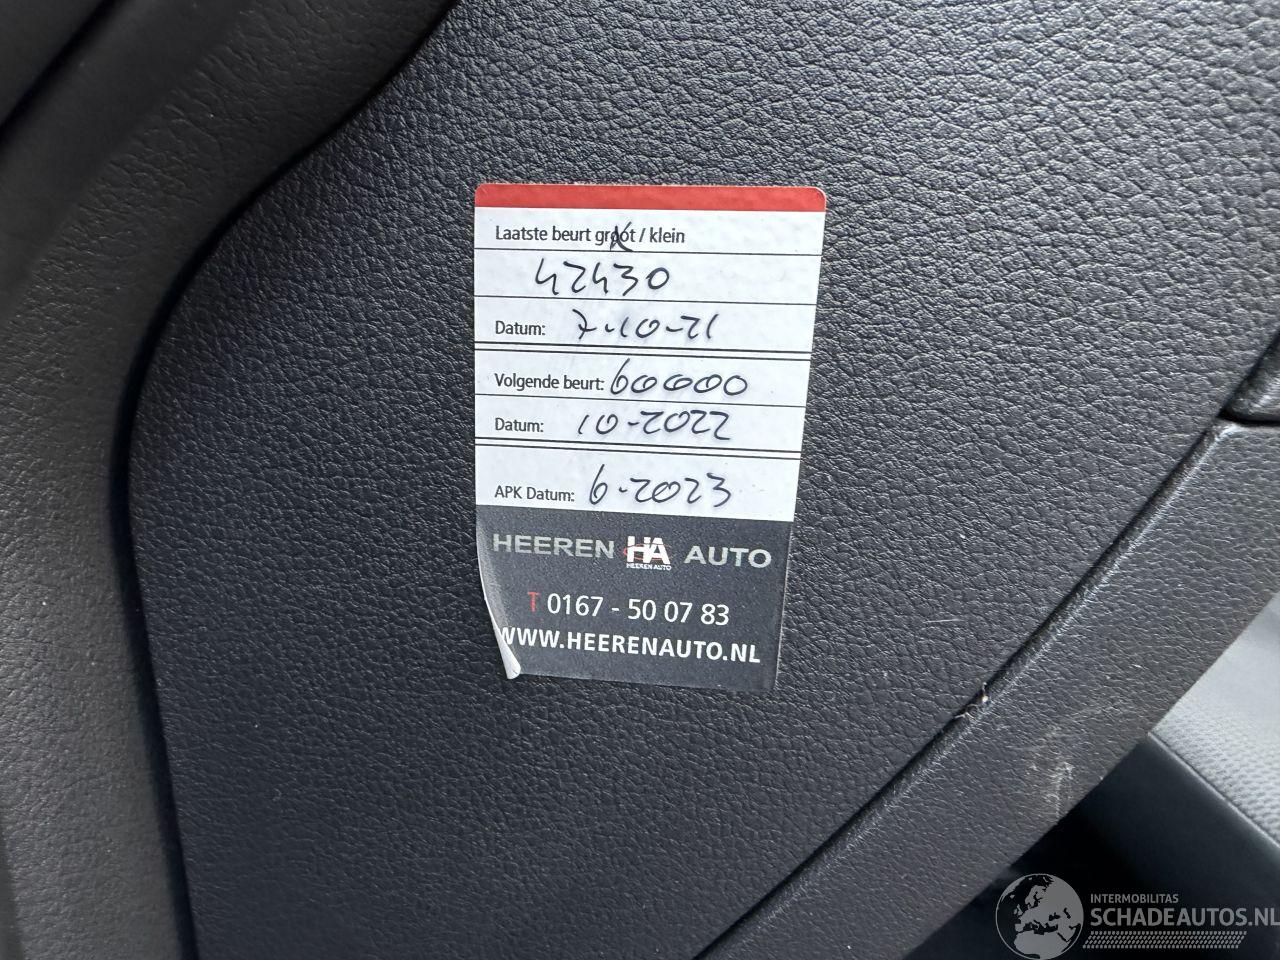 Laatste beurt groot / klein
42430
Datum: 7-10-21
Volgende beurt: 60000
Datum: 10-2022
APK Datum: 6-2023
HEEREN HA AUTO
HEEREN AUTO
T 0167 - 50 07 83
WWW.HEERENAUTO.NL
INTERMOBILITAS
SCHADEAUTOS.NL